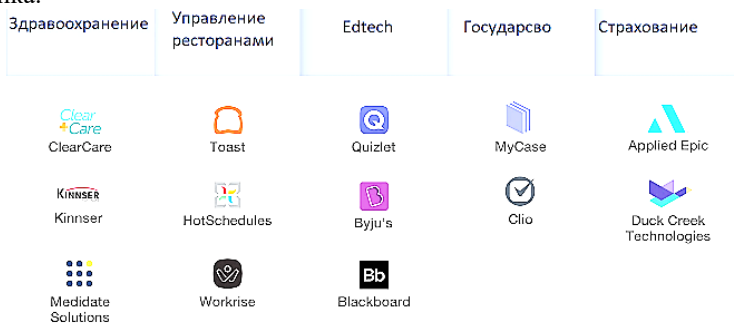 Здравоохранение
Управление
ресторанами
Edtech
Государсво
Страхование
Clear
+Care
ClearCare
Toast
Quizlet
MyCase
Applied Epic
KINNSER
Kinnser
HotSchedules
Byju's
Clio
Duck Creek
Technologies
Medidate
Solutions
Workrise
Bb
Blackboard